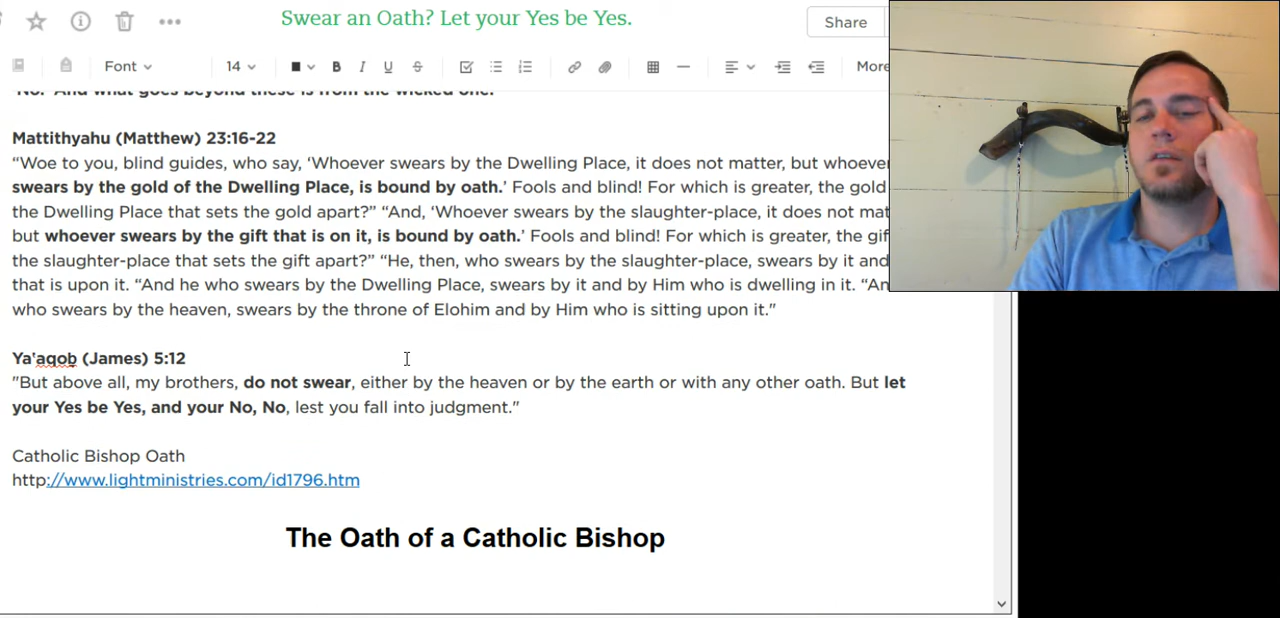 Swear an Oath? Let your Yes be Yes.
Share
Font 14 B I U S More
'No.' And what goes beyond these is from the wicked one.
Mattithyahu (Matthew) 23:16-22
“Woe to you, blind guides, who say, ‘Whoever swears by the Dwelling Place, it does not matter, but whoever
swears by the gold of the Dwelling Place, is bound by oath.’ Fools and blind! For which is greater, the gold
the Dwelling Place that sets the gold apart?” “And, ‘Whoever swears by the slaughter-place, it does not mat
but whoever swears by the gift that is on it, is bound by oath.’ Fools and blind! For which is greater, the gif
the slaughter-place that sets the gift apart?” “He, then, who swears by the slaughter-place, swears by it and
that is upon it. “And he who swears by the Dwelling Place, swears by it and by Him who is dwelling in it. “An
who swears by the heaven, swears by the throne of Elohim and by Him who is sitting upon it."
Ya'aqob (James) 5:12
"But above all, my brothers, do not swear, either by the heaven or by the earth or with any other oath. But let
your Yes be Yes, and your No, No, lest you fall into judgment."
Catholic Bishop Oath
http://www.lightministries.com/id1796.htm
The Oath of a Catholic Bishop